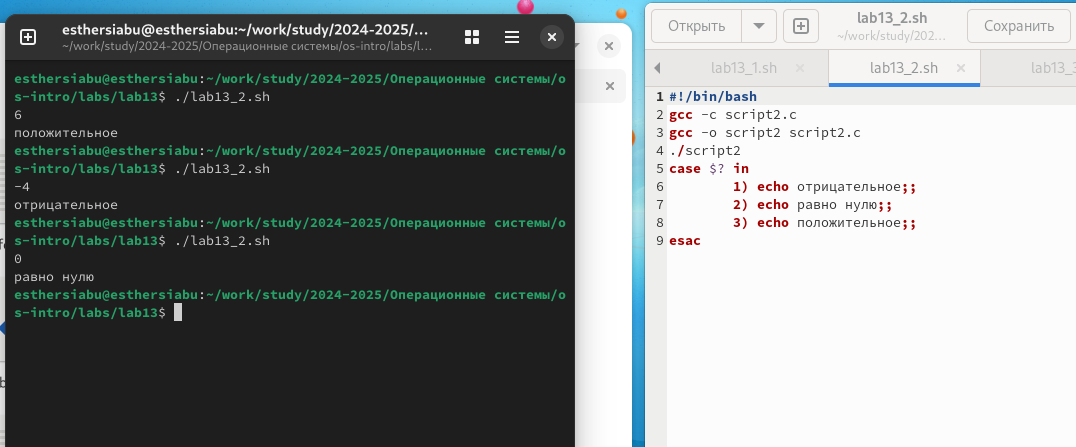 esthersiabu@esthersiabu:~/work/study/2024-2025/...
~/work/study/2024-2025/Операционные системы/os-intro/labs/l...
esthersiabu@esthersiabu:~/work/study/2024-2025/Операционные системы/o
s-intro/labs/lab13$ ./lab13_2.sh
6
положительное
esthersiabu@esthersiabu:~/work/study/2024-2025/Операционные системы/o
s-intro/labs/lab13$ ./lab13_2.sh
-4
отрицательное
esthersiabu@esthersiabu:~/work/study/2024-2025/Операционные системы/o
s-intro/labs/lab13$ ./lab13_2.sh
0
равно нулю
esthersiabu@esthersiabu:~/work/study/2024-2025/Операционные системы/o
s-intro/labs/lab13$
Открыть
lab13_2.sh
~/work/study/202...
Сохранить
lab13_1.sh
lab13_2.sh
1 #!/bin/bash
2 gcc -c script2.c
3 gcc -o script2 script2.c
4 ./script2
5 case $? in
6 1) echo отрицательное;;
7 2) echo равно нулю;;
8 3) echo положительное;;
9 esac